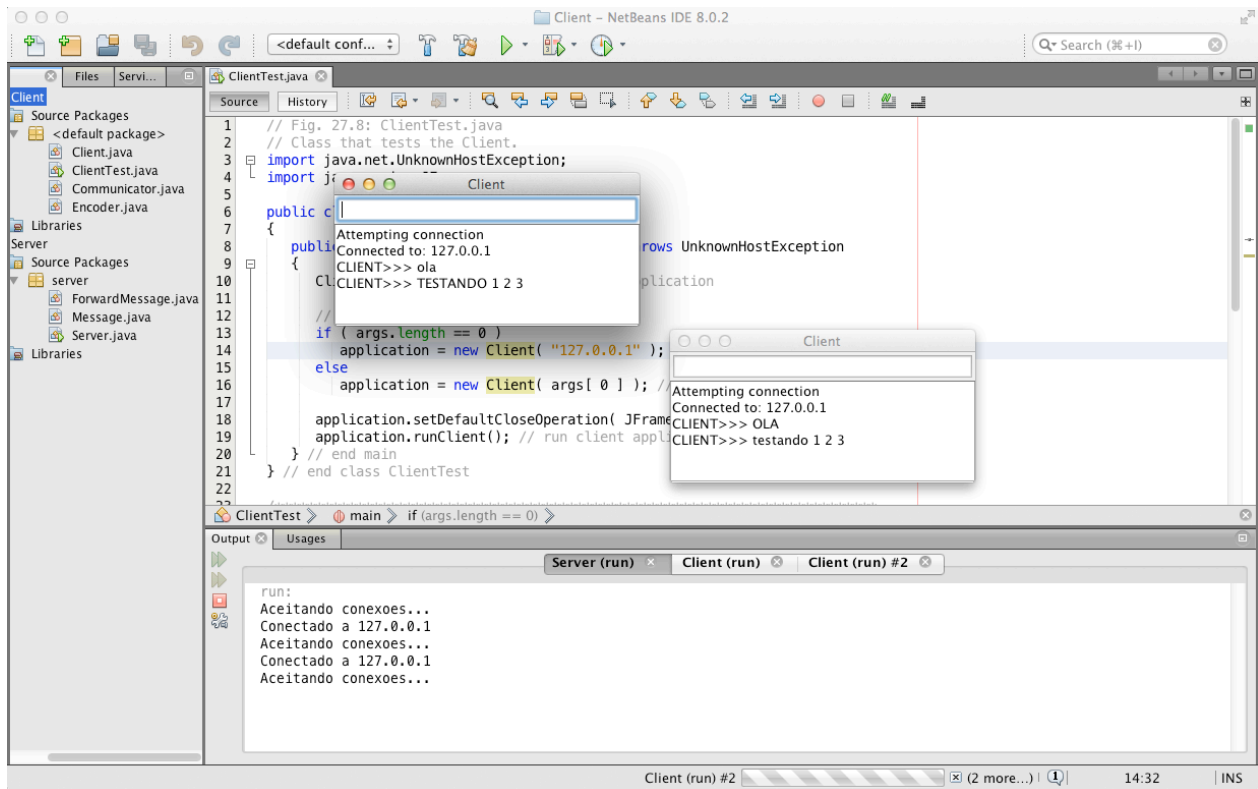 Client – NetBeans IDE 8.0.2
<default conf...
Search (⌘+I)
Files Servi...
ClientTest.java
Client
Source Packages
<default package>
Client.java
ClientTest.java
Communicator.java
Encoder.java
Libraries
Server
Source Packages
server
ForwardMessage.java
Message.java
Server.java
Libraries
Source History
1 // Fig. 27.8: ClientTest.java
2 // Class that tests the Client.
3 import java.net.UnknownHostException;
4 import
5
6 public
7 {
8 rows UnknownHostException
9 {
10 plication
11
12 //
13 if ( args.length == 0 )
14 application = new Client( "127.0.0.1" );
15 else
16 application = new Client( args[ 0 ] ); //
17
18 application.setDefaultCloseOperation( JFrame
19 application.runClient(); // run client appl
20 } // end main
21 } // end class ClientTest
22
Client
Attempting connection
Connected to: 127.0.0.1
CLIENT>>> ola
CLIENT>>> TESTANDO 1 2 3
Client
Attempting connection
Connected to: 127.0.0.1
CLIENT>>> OLA
CLIENT>>> testando 1 2 3
ClientTest main if (args.length == 0)
Output Usages
Server (run) Client (run) Client (run) #2
run:
Aceitando conexoes...
Conectado a 127.0.0.1
Aceitando conexoes...
Conectado a 127.0.0.1
Aceitando conexoes...
Client (run) #2 (2 more...) 1 14:32 INS